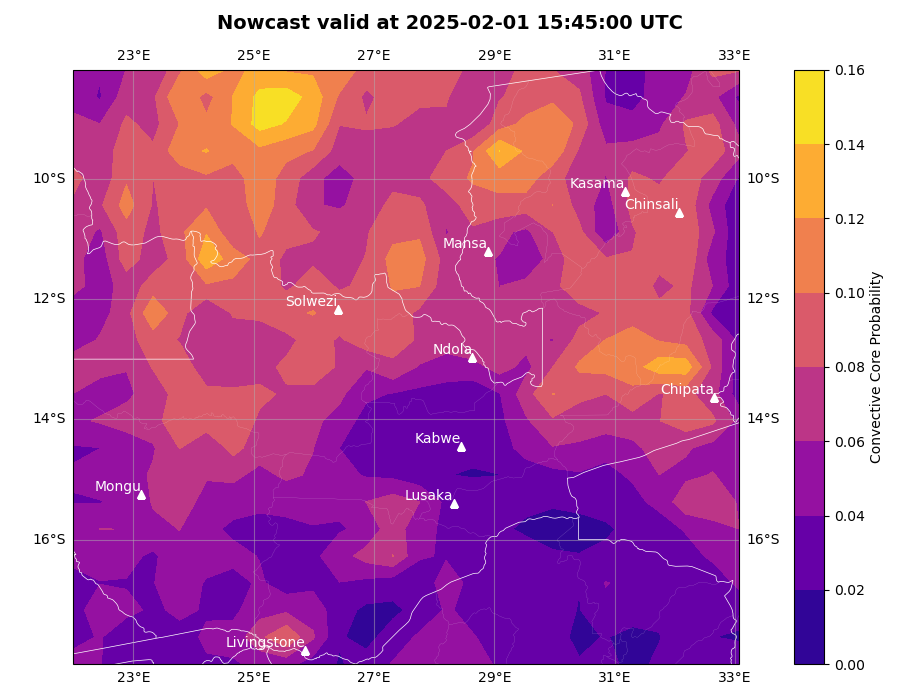 Nowcast valid at 2025-02-01 15:45:00 UTC
23°E 25°E 27°E 29°E 31°E 33°E
0.16
0.14
0.12
0.10
0.08
0.06
0.04
0.02
0.00
Convective Core Probability
10°S 10°S
12°S 12°S
14°S 14°S
16°S 16°S
Kasama
Chinsali
Mansa
Solwezi
Ndola
Chipata
Kabwe
Mongu
Lusaka
Livingstone
23°E 25°E 27°E 29°E 31°E 33°E